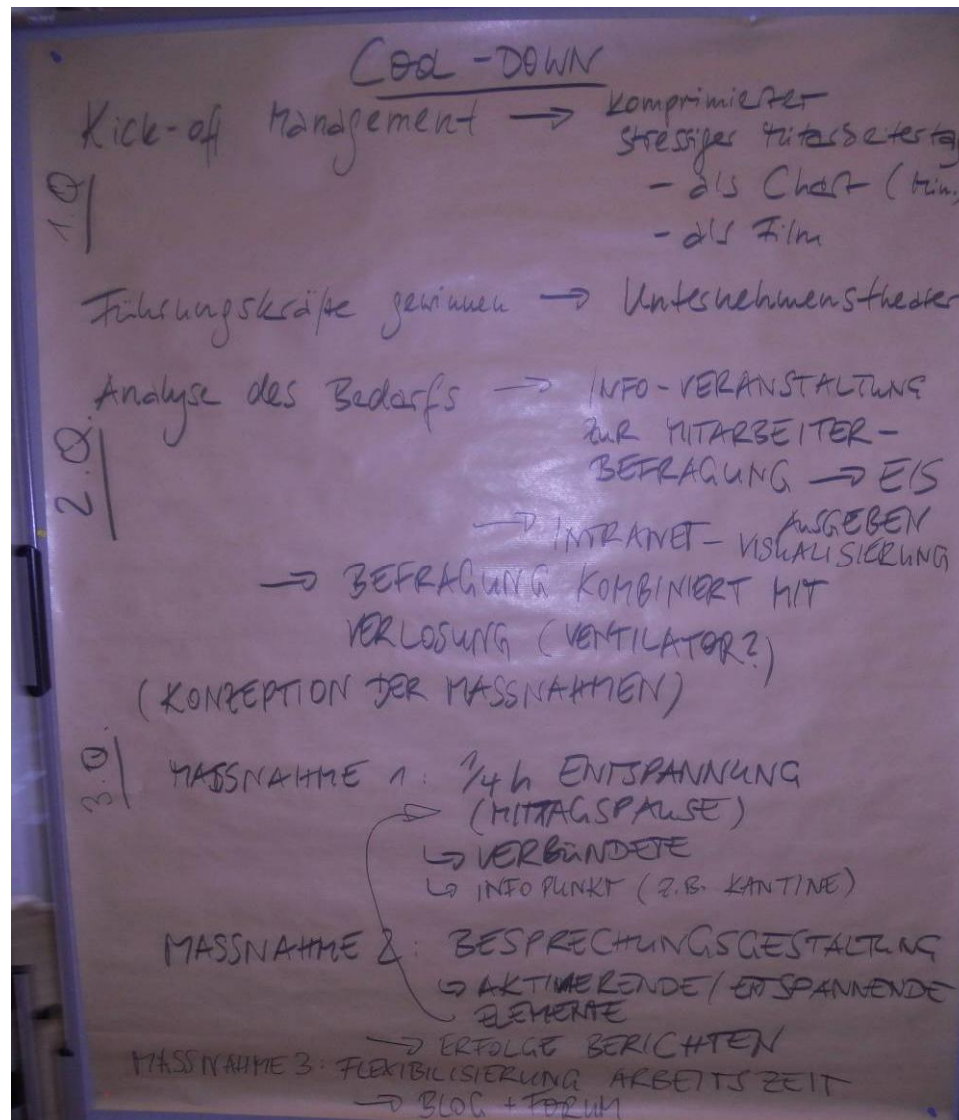 COOL-DOWN
Kick-off Management → komprimierter
stressiger Mitarbeitertag
- als Chart (Min.
- als Film
1.Q
Führungskräfte gewinnen → Unternehmenstheater
Analyse des Bedarfs → INFO-VERANSTALTUNG
ZUR MITARBEITER-
BEFRAGUNG → EIS
AUSGEBEN
2.Q.
→ INTRANET-VISUALISIERUNG
→ BEFRAGUNG KOMBINIERT MIT
VERLOSUNG (VENTILATOR?)
(KONZEPTION DER MASSNAHMEN)
3.Q.
MASSNAHME 1: 1/4 h ENTSPANNUNG
(MITTAGSPAUSE)
↳ VERBÜNDETE
↳ INFO PUNKT (Z.B. KANTINE)
MASSNAHME 2: BESPRECHUNGSGESTALTUNG
↳ AKTIVIERENDE/ENTSPANNENDE
ELEMENTE
→ ERFOLGE BERICHTEN
MASSNAHME 3: FLEXIBILISIERUNG ARBEITSZEIT
→ BLOG + FORUM